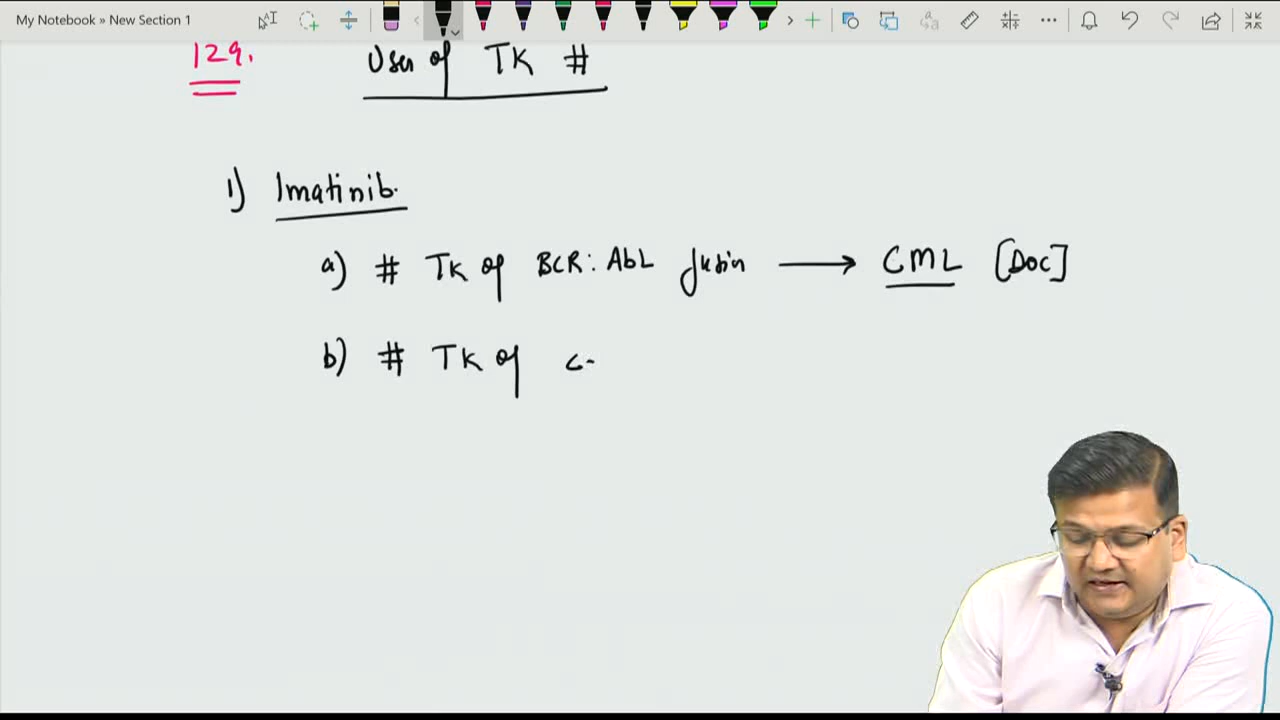 My Notebook » New Section 1
129. Uses of TK #
1) Imatinib.
a) # TK of BCR: AbL fusion → CML [Doc]
b) # TK of c-